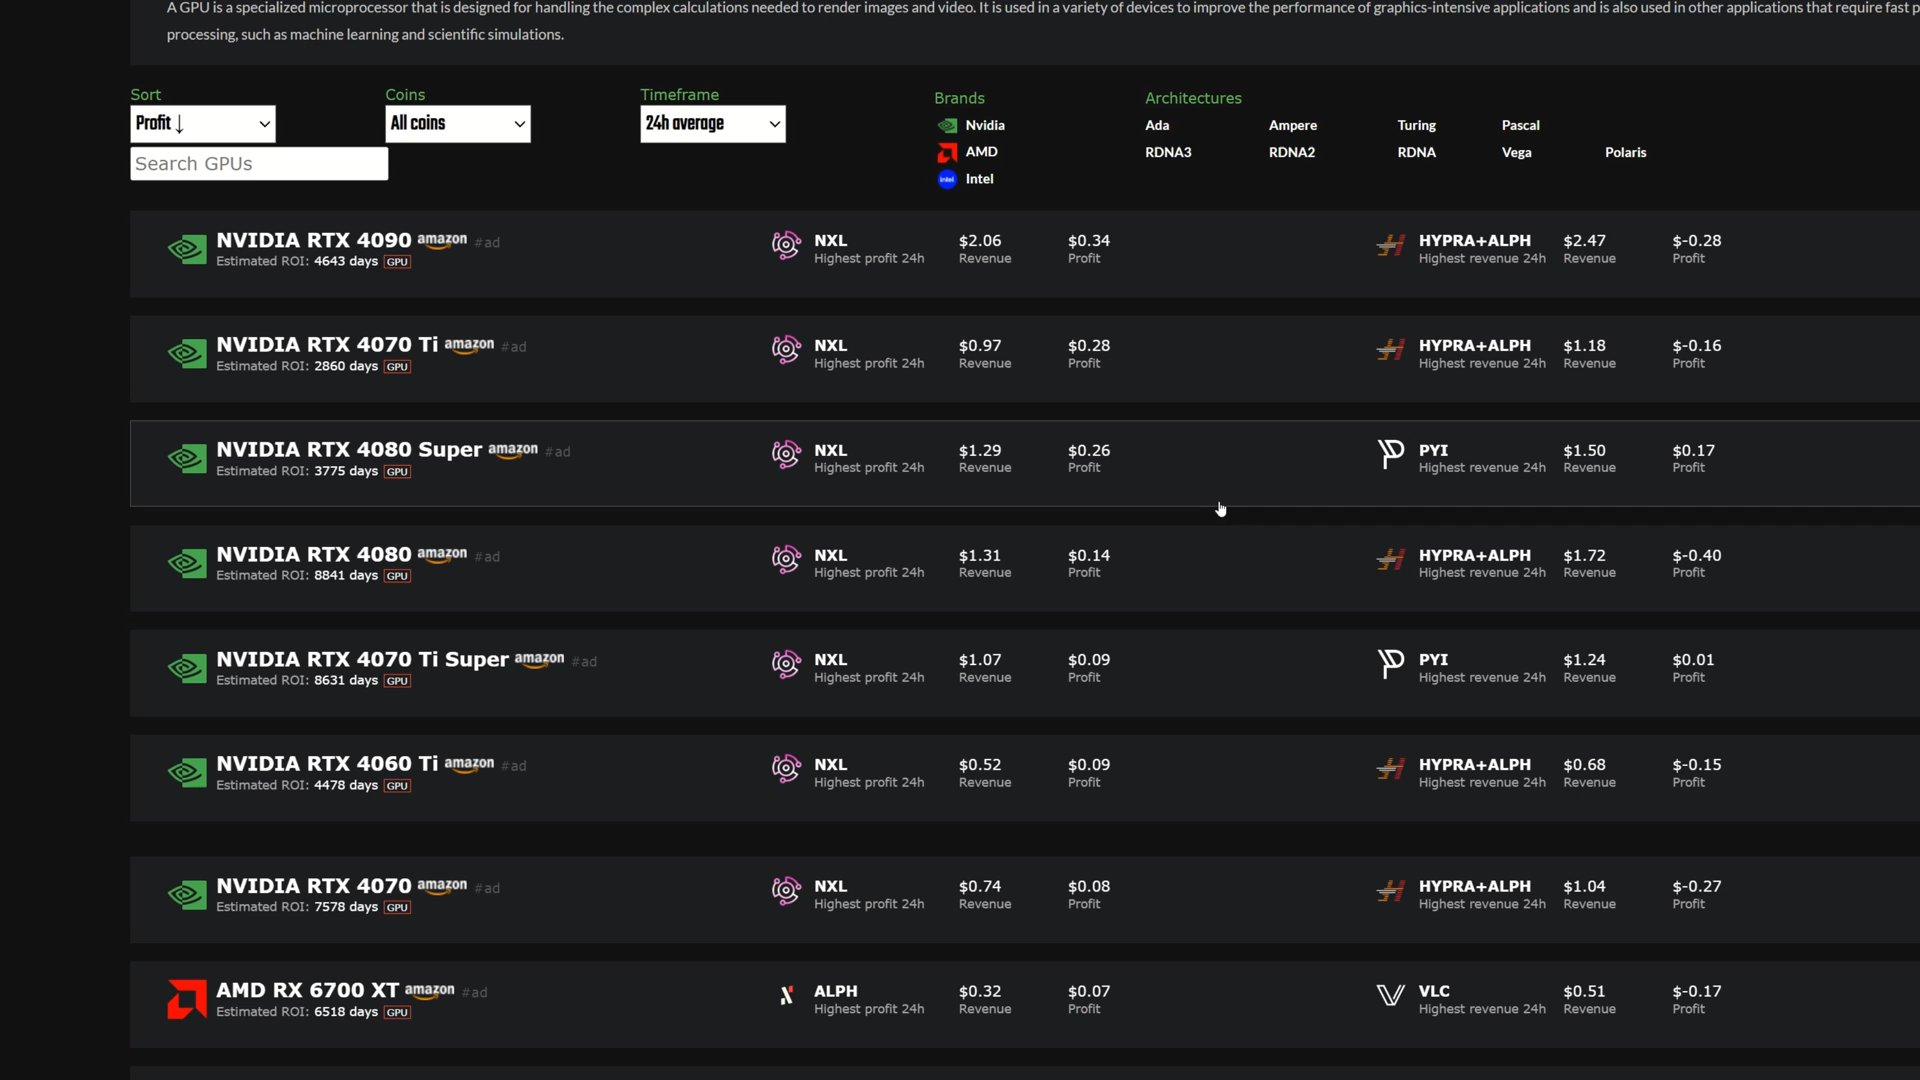 A GPU is a specialized microprocessor that is designed for handling the complex calculations needed to render images and video. It is used in a variety of devices to improve the performance of graphics-intensive applications and is also used in other applications that require fast
processing, such as machine learning and scientific simulations.
Sort
Coins
Timeframe
Brands
Architectures
Profit ↓
All coins
24h average
Nvidia
Ada
Ampere
Turing
Pascal
AMD
RDNA3
RDNA2
RDNA
Vega
Polaris
Search GPUs
intel Intel
NVIDIA RTX 4090 amazon #ad
Estimated ROI: 4643 days GPU
NXL $2.06 $0.34
Highest profit 24h Revenue Profit
HYPRA+ALPH $2.47 $-0.28
Highest revenue 24h Revenue Profit
NVIDIA RTX 4070 Ti amazon #ad
Estimated ROI: 2860 days GPU
NXL $0.97 $0.28
Highest profit 24h Revenue Profit
HYPRA+ALPH $1.18 $-0.16
Highest revenue 24h Revenue Profit
NVIDIA RTX 4080 Super amazon #ad
Estimated ROI: 3775 days GPU
NXL $1.29 $0.26
Highest profit 24h Revenue Profit
PYI $1.50 $0.17
Highest revenue 24h Revenue Profit
NVIDIA RTX 4080 amazon #ad
Estimated ROI: 8841 days GPU
NXL $1.31 $0.14
Highest profit 24h Revenue Profit
HYPRA+ALPH $1.72 $-0.40
Highest revenue 24h Revenue Profit
NVIDIA RTX 4070 Ti Super amazon #ad
Estimated ROI: 8631 days GPU
NXL $1.07 $0.09
Highest profit 24h Revenue Profit
PYI $1.24 $0.01
Highest revenue 24h Revenue Profit
NVIDIA RTX 4060 Ti amazon #ad
Estimated ROI: 4478 days GPU
NXL $0.52 $0.09
Highest profit 24h Revenue Profit
HYPRA+ALPH $0.68 $-0.15
Highest revenue 24h Revenue Profit
NVIDIA RTX 4070 amazon #ad
Estimated ROI: 7578 days GPU
NXL $0.74 $0.08
Highest profit 24h Revenue Profit
HYPRA+ALPH $1.04 $-0.27
Highest revenue 24h Revenue Profit
AMD RX 6700 XT amazon #ad
Estimated ROI: 6518 days GPU
ALPH $0.32 $0.07
Highest profit 24h Revenue Profit
VLC $0.51 $-0.17
Highest revenue 24h Revenue Profit